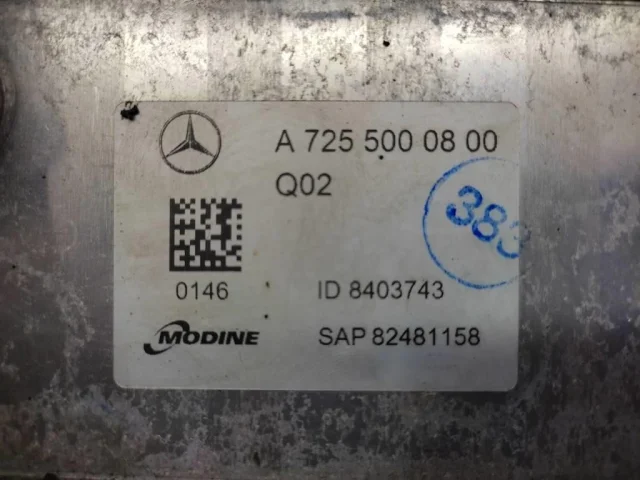 A 725 500 08 00
Q02
383
0146
ID 8403743
MODINE
SAP 82481158